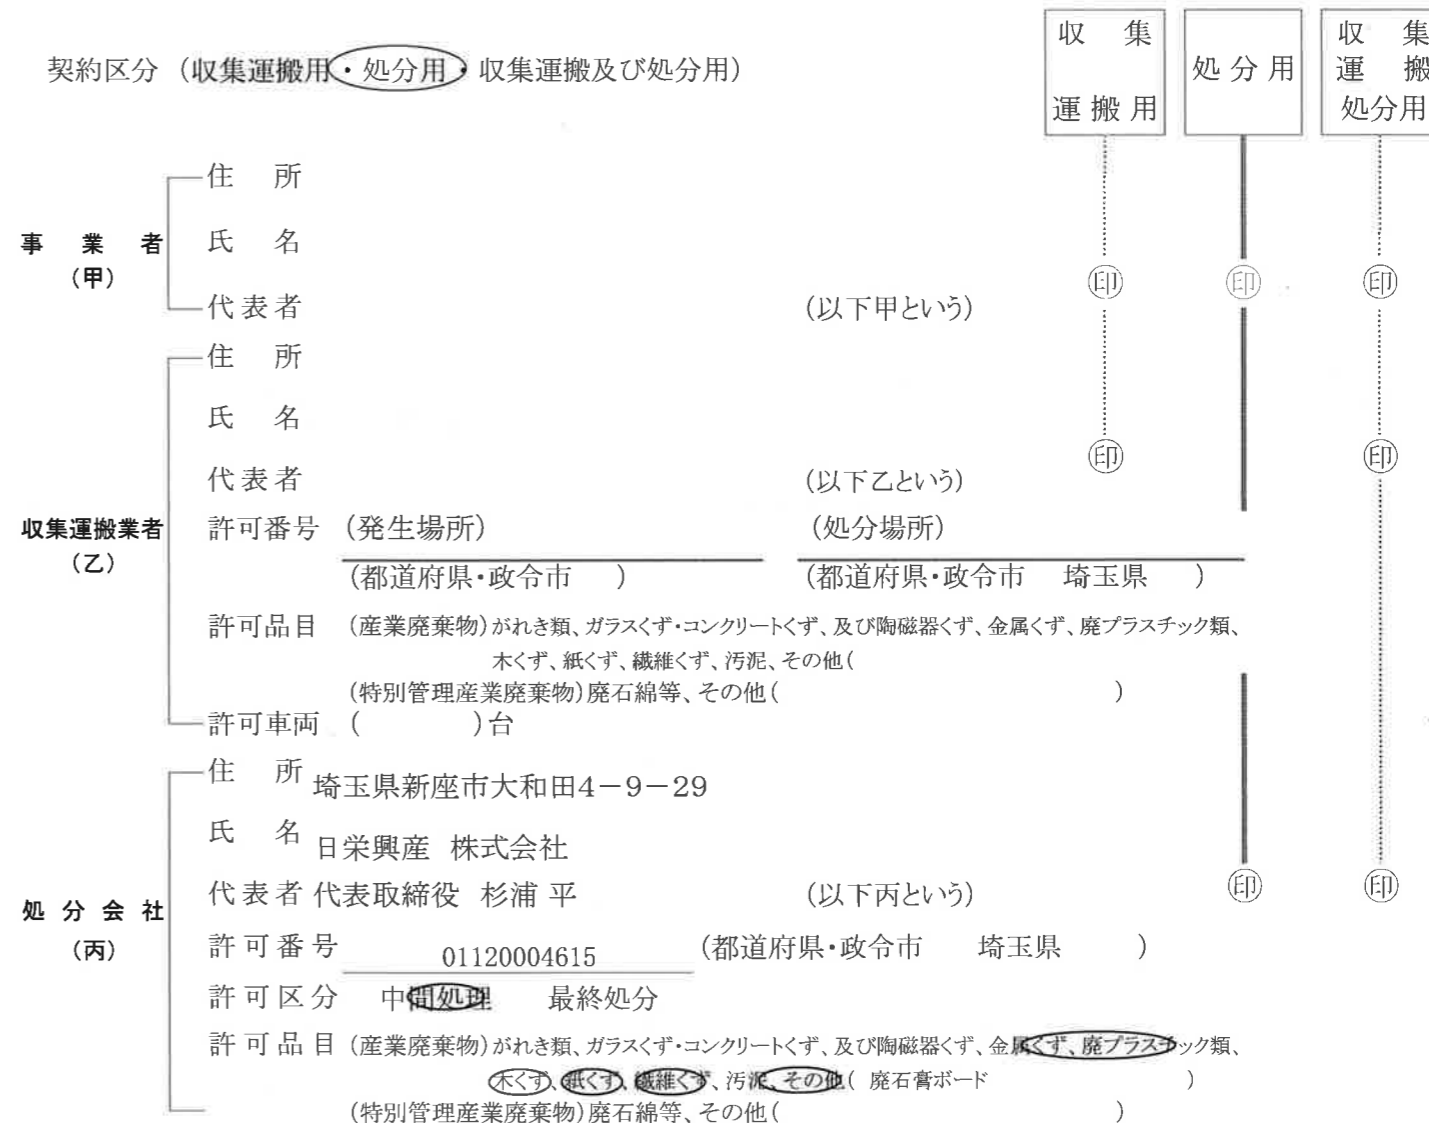 収 集
運 搬 用
処 分 用
収 集
運 搬
処分用
契約区分 (収集運搬用・処分用・収集運搬及び処分用)
住 所
事 業 者
(甲)
氏 名
印 印 印
代表者 (以下甲という)
住 所
氏 名
印 印
代表者 (以下乙という)
収集運搬業者
(乙)
許可番号 (発生場所) (処分場所)
(都道府県・政令市 ) (都道府県・政令市 埼玉県 )
許可品目 (産業廃棄物)がれき類、ガラスくず・コンクリートくず、及び陶磁器くず、金属くず、廃プラスチック類、
木くず、紙くず、繊維くず、汚泥、その他(
(特別管理産業廃棄物)廃石綿等、その他( )
許可車両 ( )台
住 所 埼玉県新座市大和田4-9-29
氏 名 日栄興産 株式会社
代表者 代表取締役 杉浦 平 (以下丙という) 印 印
処 分 会 社
(丙)
許可番号 01120004615 (都道府県・政令市 埼玉県 )
許可区分 中間処理 最終処分
許可品目 (産業廃棄物)がれき類、ガラスくず・コンクリートくず、及び陶磁器くず、金属くず、廃プラスチック類、
木くず、紙くず、繊維くず、汚泥、その他( 廃石膏ボード )
(特別管理産業廃棄物)廃石綿等、その他( )